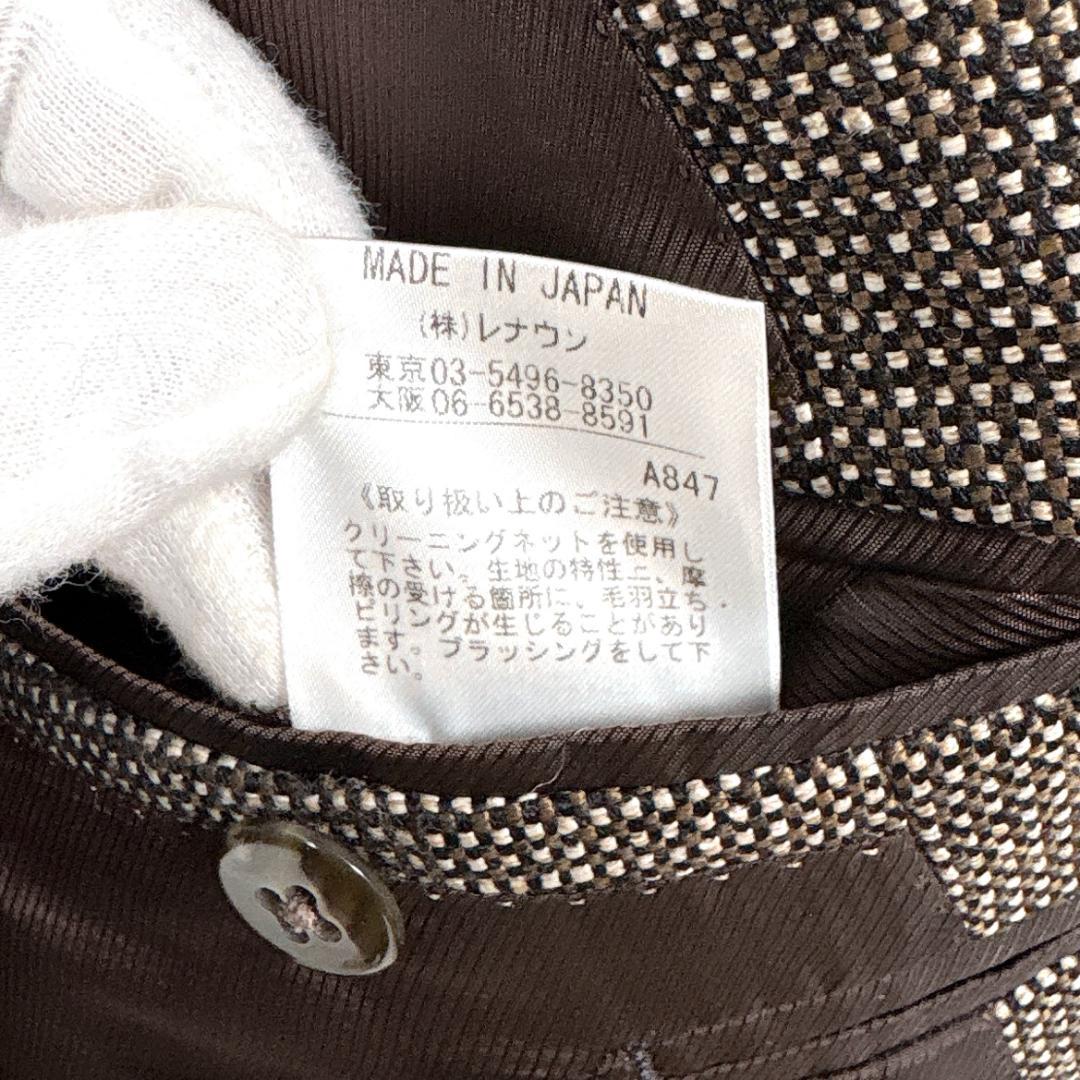 MADE IN JAPAN
(株)レナウン
東京03-5496-8350
大阪06-6538-8591
A847
《取り扱い上のご注意》
クリーニングネットを使用し
て下さい。生地の特性上、摩
擦の受ける箇所に、毛羽立ち・
ピリングが生じることがあり
ます。ブラッシングをして下
さい。